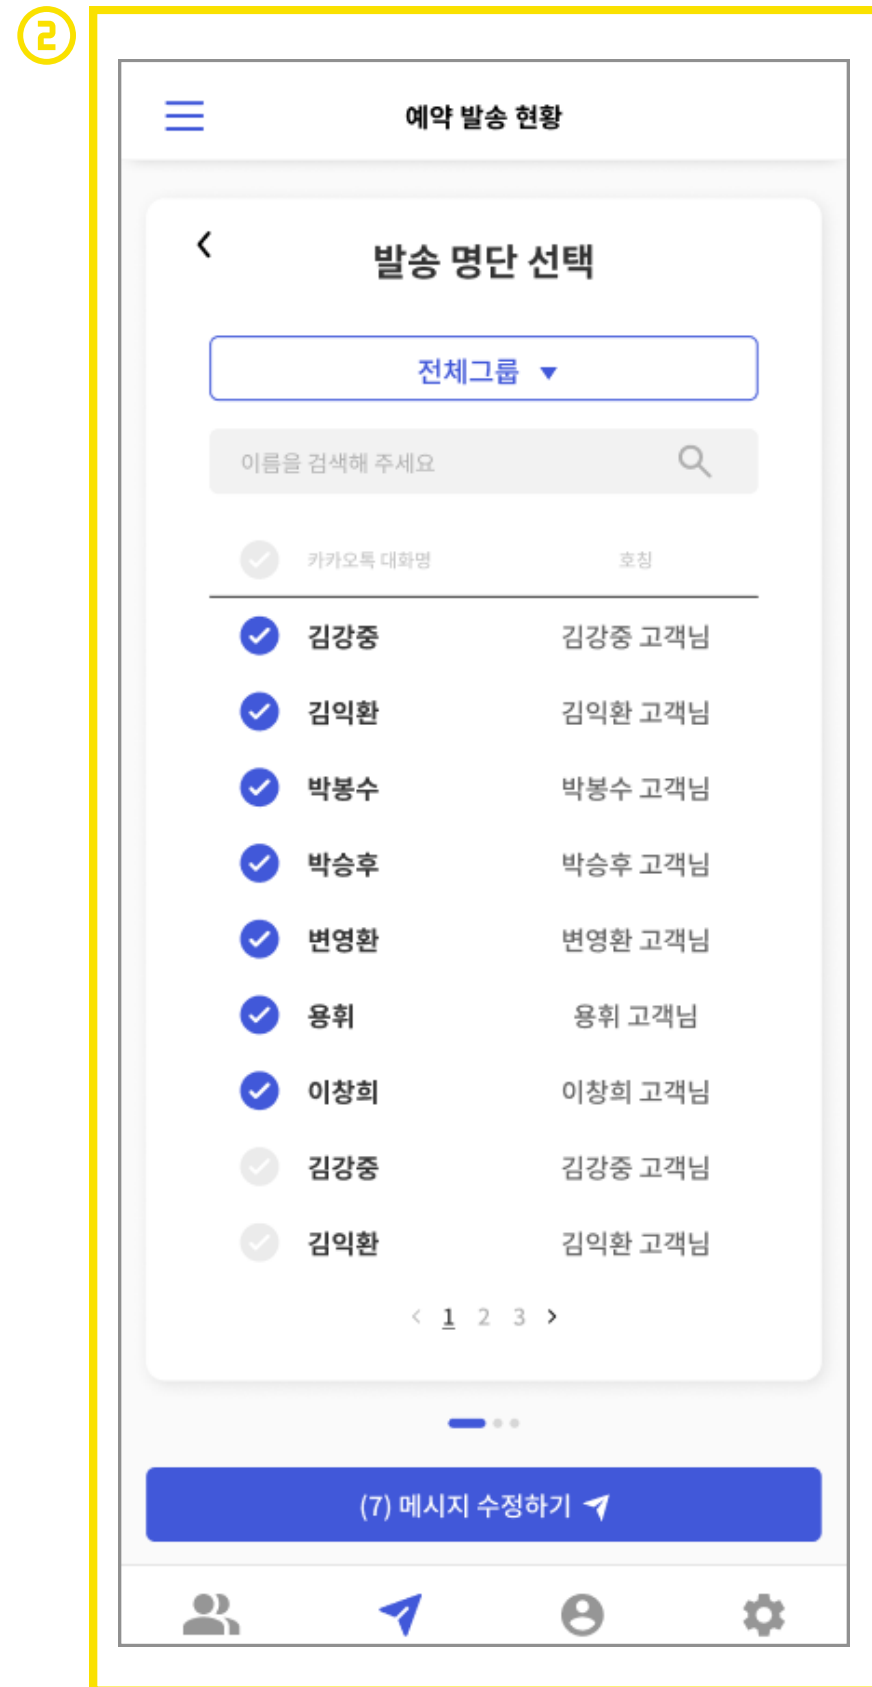 2
예약 발송 현황
발송 명단 선택
전체그룹
이름을 검색해 주세요
카카오톡 대화명 호칭
김강중 김강중 고객님
김익환 김익환 고객님
박봉수 박봉수 고객님
박승후 박승후 고객님
변영환 변영환 고객님
용휘 용휘 고객님
이창희 이창희 고객님
김강중 김강중 고객님
김익환 김익환 고객님
< 1 2 3 >
(7) 메시지 수정하기